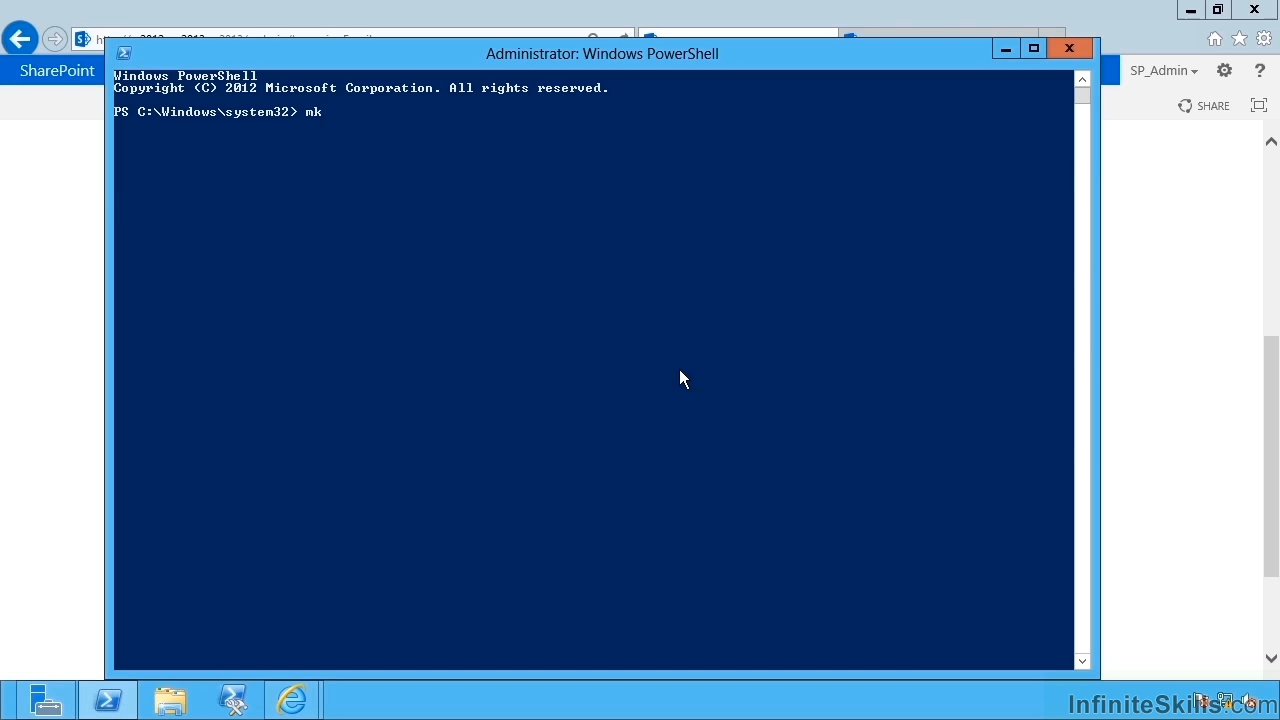 Administrator: Windows PowerShell
SharePoint
SP_Admin
SHARE
Windows PowerShell
Copyright (C) 2012 Microsoft Corporation. All rights reserved.
PS C:\Windows\system32> mk
InfiniteSkills.com